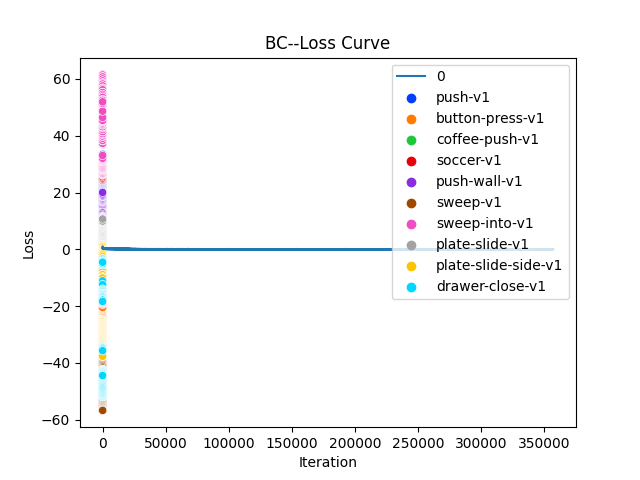 BC--Loss Curve
60
40
20
0
−20
−40
−60
Loss
0
push-v1
button-press-v1
coffee-push-v1
soccer-v1
push-wall-v1
sweep-v1
sweep-into-v1
plate-slide-v1
plate-slide-side-v1
drawer-close-v1
0 50000 100000 150000 200000 250000 300000 350000
Iteration